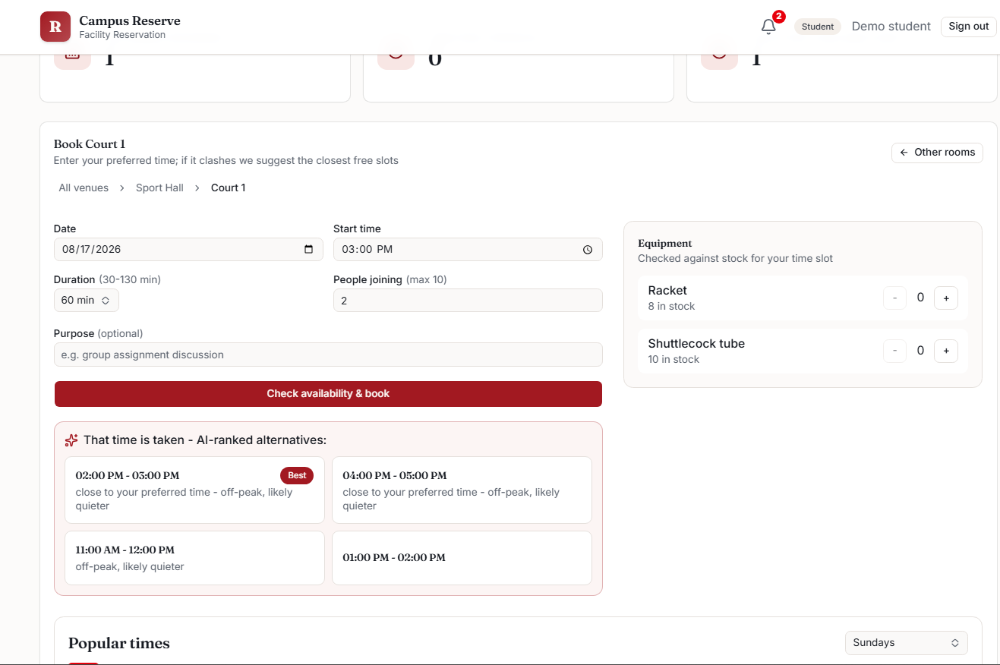 R
Campus Reserve
Facility Reservation
2
Student
Demo student
Sign out
1
0
1
Book Court 1
Enter your preferred time; if it clashes we suggest the closest free slots
← Other rooms
All venues > Sport Hall > Court 1
Date
08/17/2026
Start time
03:00 PM
Duration (30-130 min)
60 min
People joining (max 10)
2
Purpose (optional)
e.g. group assignment discussion
Check availability & book
Equipment
Checked against stock for your time slot
Racket
8 in stock
- 0 +
Shuttlecock tube
10 in stock
- 0 +
That time is taken - AI-ranked alternatives:
02:00 PM - 03:00 PM
Best
close to your preferred time - off-peak, likely
quieter
04:00 PM - 05:00 PM
close to your preferred time - off-peak, likely
quieter
11:00 AM - 12:00 PM
off-peak, likely quieter
01:00 PM - 02:00 PM
Popular times
Sundays